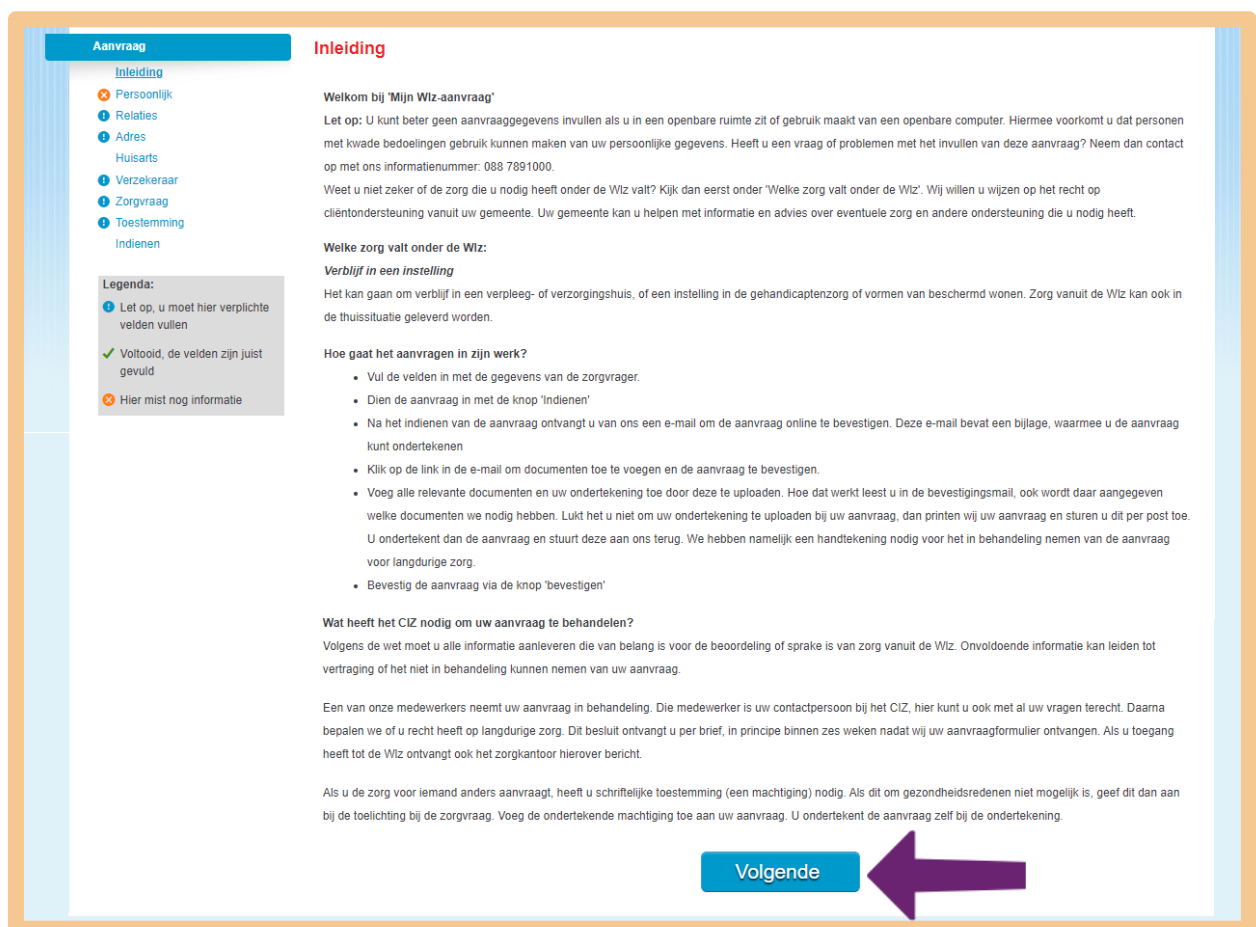 Aanvraag
Inleiding
Persoonlijk
Relaties
Adres
Huisarts
Verzekeraar
Zorgvraag
Toestemming
Indienen
Legenda:
Let op, u moet hier verplichte
velden vullen
Voltooid, de velden zijn juist
gevuld
Hier mist nog informatie
Inleiding
Welkom bij 'Mijn Wlz-aanvraag'
Let op: U kunt beter geen aanvraaggegevens invullen als u in een openbare ruimte zit of gebruik maakt van een openbare computer. Hiermee voorkomt u dat personen
met kwade bedoelingen gebruik kunnen maken van uw persoonlijke gegevens. Heeft u een vraag of problemen met het invullen van deze aanvraag? Neem dan contact
op met ons informatienummer: 088 7891000.
Weet u niet zeker of de zorg die u nodig heeft onder de Wlz valt? Kijk dan eerst onder 'Welke zorg valt onder de Wlz'. Wij willen u wijzen op het recht op
cliëntondersteuning vanuit uw gemeente. Uw gemeente kan u helpen met informatie en advies over eventuele zorg en andere ondersteuning die u nodig heeft.
Welke zorg valt onder de Wlz:
Verblijf in een instelling
Het kan gaan om verblijf in een verpleeg- of verzorgingshuis, of een instelling in de gehandicaptenzorg of vormen van beschermd wonen. Zorg vanuit de Wlz kan ook in
de thuissituatie geleverd worden.
Hoe gaat het aanvragen in zijn werk?
• Vul de velden in met de gegevens van de zorgvrager.
• Dien de aanvraag in met de knop 'Indienen'
• Na het indienen van de aanvraag ontvangt u van ons een e-mail om de aanvraag online te bevestigen. Deze e-mail bevat een bijlage, waarmee u de aanvraag
kunt ondertekenen
• Klik op de link in de e-mail om documenten toe te voegen en de aanvraag te bevestigen.
• Voeg alle relevante documenten en uw ondertekening toe door deze te uploaden. Hoe dat werkt leest u in de bevestigingsmail, ook wordt daar aangegeven
welke documenten we nodig hebben. Lukt het u niet om uw ondertekening te uploaden bij uw aanvraag, dan printen wij uw aanvraag en sturen u dit per post toe.
U ondertekent dan de aanvraag en stuurt deze aan ons terug. We hebben namelijk een handtekening nodig voor het in behandeling nemen van de aanvraag
voor langdurige zorg.
• Bevestig de aanvraag via de knop 'bevestigen'
Wat heeft het CIZ nodig om uw aanvraag te behandelen?
Volgens de wet moet u alle informatie aanleveren die van belang is voor de beoordeling of sprake is van zorg vanuit de Wlz. Onvoldoende informatie kan leiden tot
vertraging of het niet in behandeling kunnen nemen van uw aanvraag.
Een van onze medewerkers neemt uw aanvraag in behandeling. Die medewerker is uw contactpersoon bij het CIZ, hier kunt u ook met al uw vragen terecht. Daarna
bepalen we of u recht heeft op langdurige zorg. Dit besluit ontvangt u per brief, in principe binnen zes weken nadat wij uw aanvraagformulier ontvangen. Als u toegang
heeft tot de Wlz ontvangt ook het zorgkantoor hierover bericht.
Als u de zorg voor iemand anders aanvraagt, heeft u schriftelijke toestemming (een machtiging) nodig. Als dit om gezondheidsredenen niet mogelijk is, geef dit dan aan
bij de toelichting bij de zorgvraag. Voeg de ondertekende machtiging toe aan uw aanvraag. U ondertekent de aanvraag zelf bij de ondertekening.
Volgende